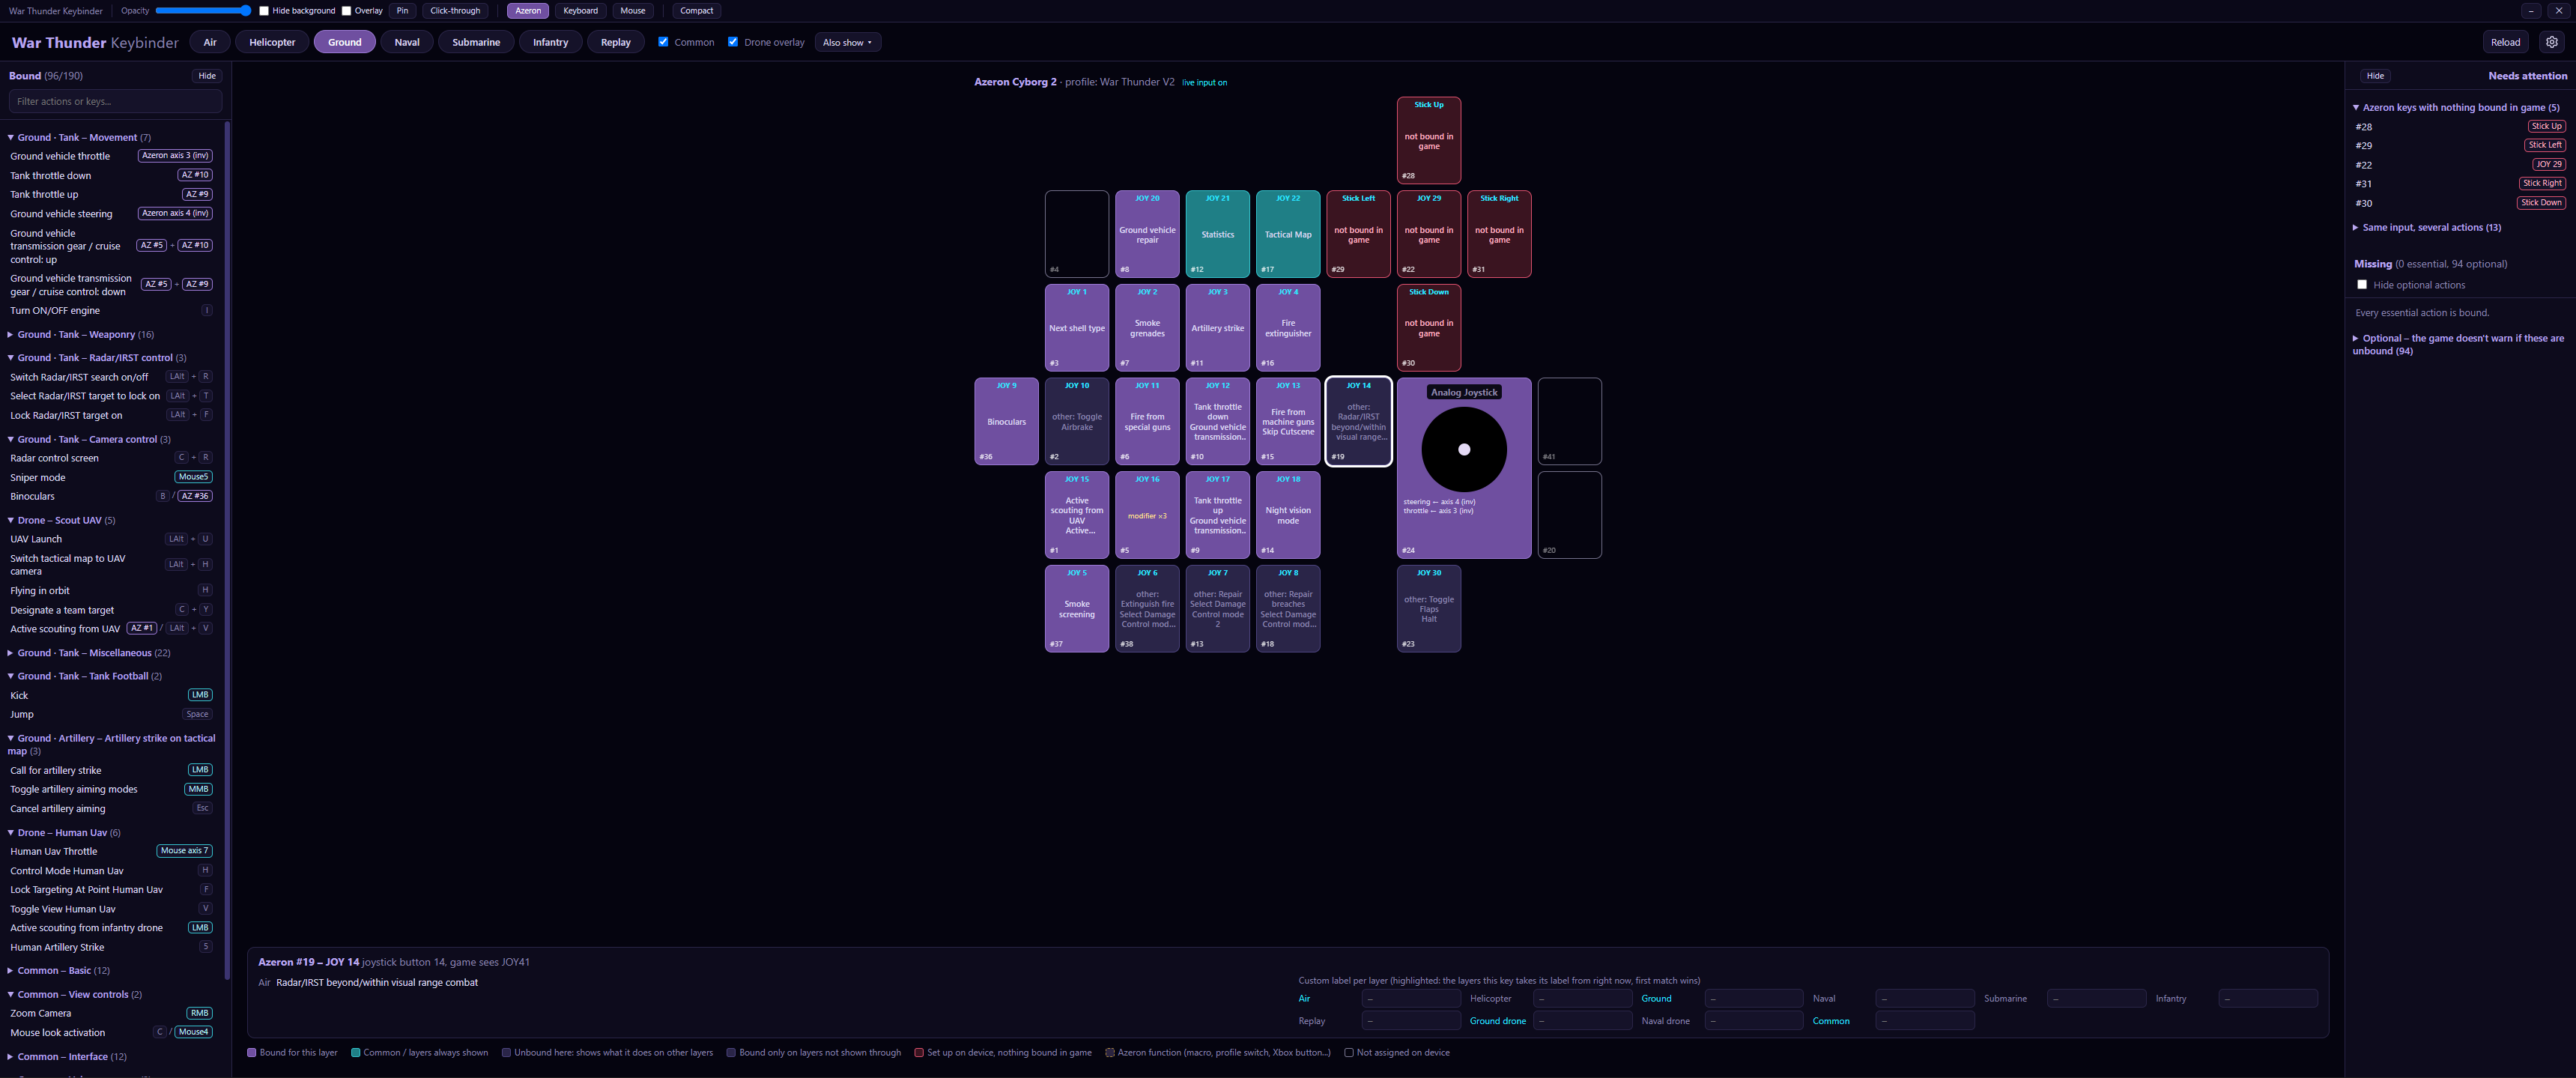 War Thunder Keybinder
Opacity
Hide background
Overlay
Pin
Click-through
Azeron
Keyboard
Mouse
Compact
War Thunder Keybinder
Air
Helicopter
Ground
Naval
Submarine
Infantry
Replay
Common
Drone overlay
Also show
Reload
Bound (96/190)
Hide
Filter actions or keys...
Ground · Tank – Movement (7)
Ground vehicle throttle Azeron axis 3 (inv)
Tank throttle down AZ #10
Tank throttle up AZ #9
Ground vehicle steering Azeron axis 4 (inv)
Ground vehicle
transmission gear / cruise AZ #5 + AZ #10
control: up
Ground vehicle transmission
gear / cruise control: down AZ #5 + AZ #9
Turn ON/OFF engine I
Ground · Tank – Weaponry (16)
Ground · Tank – Radar/IRST control (3)
Switch Radar/IRST search on/off LAlt + R
Select Radar/IRST target to lock on LAlt + T
Lock Radar/IRST target on LAlt + F
Ground · Tank – Camera control (3)
Radar control screen C + R
Sniper mode Mouse5
Binoculars B / AZ #36
Drone – Scout UAV (5)
UAV Launch LAlt + U
Switch tactical map to UAV
camera LAlt + H
Flying in orbit H
Designate a team target C + Y
Active scouting from UAV AZ #1 / LAlt + V
Ground · Tank – Miscellaneous (22)
Ground · Tank – Tank Football (2)
Kick LMB
Jump Space
Ground · Artillery – Artillery strike on tactical
map (3)
Call for artillery strike LMB
Toggle artillery aiming modes MMB
Cancel artillery aiming Esc
Drone – Human Uav (6)
Human Uav Throttle Mouse axis 7
Control Mode Human Uav H
Lock Targeting At Point Human Uav F
Toggle View Human Uav V
Active scouting from infantry drone LMB
Human Artillery Strike 5
Common – Basic (12)
Common – View controls (2)
Zoom Camera RMB
Mouse look activation C / Mouse4
Common – Interface (12)
Azeron Cyborg 2 · profile: War Thunder V2 live input on
Stick Up
not bound in
game
#28
#4
JOY 20
Ground vehicle
repair
#8
JOY 21
Statistics
#12
JOY 22
Tactical Map
#17
Stick Left
not bound in
game
#29
JOY 29
not bound in
game
#22
Stick Right
not bound in
game
#31
JOY 1
Next shell type
#3
JOY 2
Smoke
grenades
#7
JOY 3
Artillery strike
#11
JOY 4
Fire
extinguisher
#16
Stick Down
not bound in
game
#30
JOY 9
Binoculars
#36
JOY 10
other: Toggle
Airbrake
#2
JOY 11
Fire from
special guns
#6
JOY 12
Tank throttle
down
Ground vehicle
transmission..
#10
JOY 13
Fire from
machine guns
Skip Cutscene
#15
JOY 14
other:
Radar/IRST
beyond/within
visual range...
#19
Analog Joystick
steering ← axis 4 (inv)
throttle ← axis 3 (inv)
#24
#41
JOY 15
Active
scouting from
UAV
Active...
#1
JOY 16
modifier ×3
#5
JOY 17
Tank throttle
up
Ground vehicle
transmission..
#9
JOY 18
Night vision
mode
#14
#20
JOY 5
Smoke
screening
#37
JOY 6
other:
Extinguish fire
Select Damage
Control mod...
#38
JOY 7
other: Repair
Select Damage
Control mode
2
#13
JOY 8
other: Repair
breaches
Select Damage
Control mod...
#18
JOY 30
other: Toggle
Flaps
Halt
#23
Azeron #19 – JOY 14 joystick button 14, game sees JOY41
Air Radar/IRST beyond/within visual range combat
Custom label per layer (highlighted: the layers this key takes its label from right now, first match wins)
Air – Helicopter – Ground – Naval – Submarine – Infantry –
Replay – Ground drone – Naval drone – Common –
Bound for this layer
Common / layers always shown
Unbound here: shows what it does on other layers
Bound only on layers not shown through
Set up on device, nothing bound in game
Azeron function (macro, profile switch, Xbox button...)
Not assigned on device
Hide
Needs attention
Azeron keys with nothing bound in game (5)
#28 Stick Up
#29 Stick Left
#22 JOY 29
#31 Stick Right
#30 Stick Down
Same input, several actions (13)
Missing (0 essential, 94 optional)
Hide optional actions
Every essential action is bound.
Optional – the game doesn't warn if these are
unbound (94)